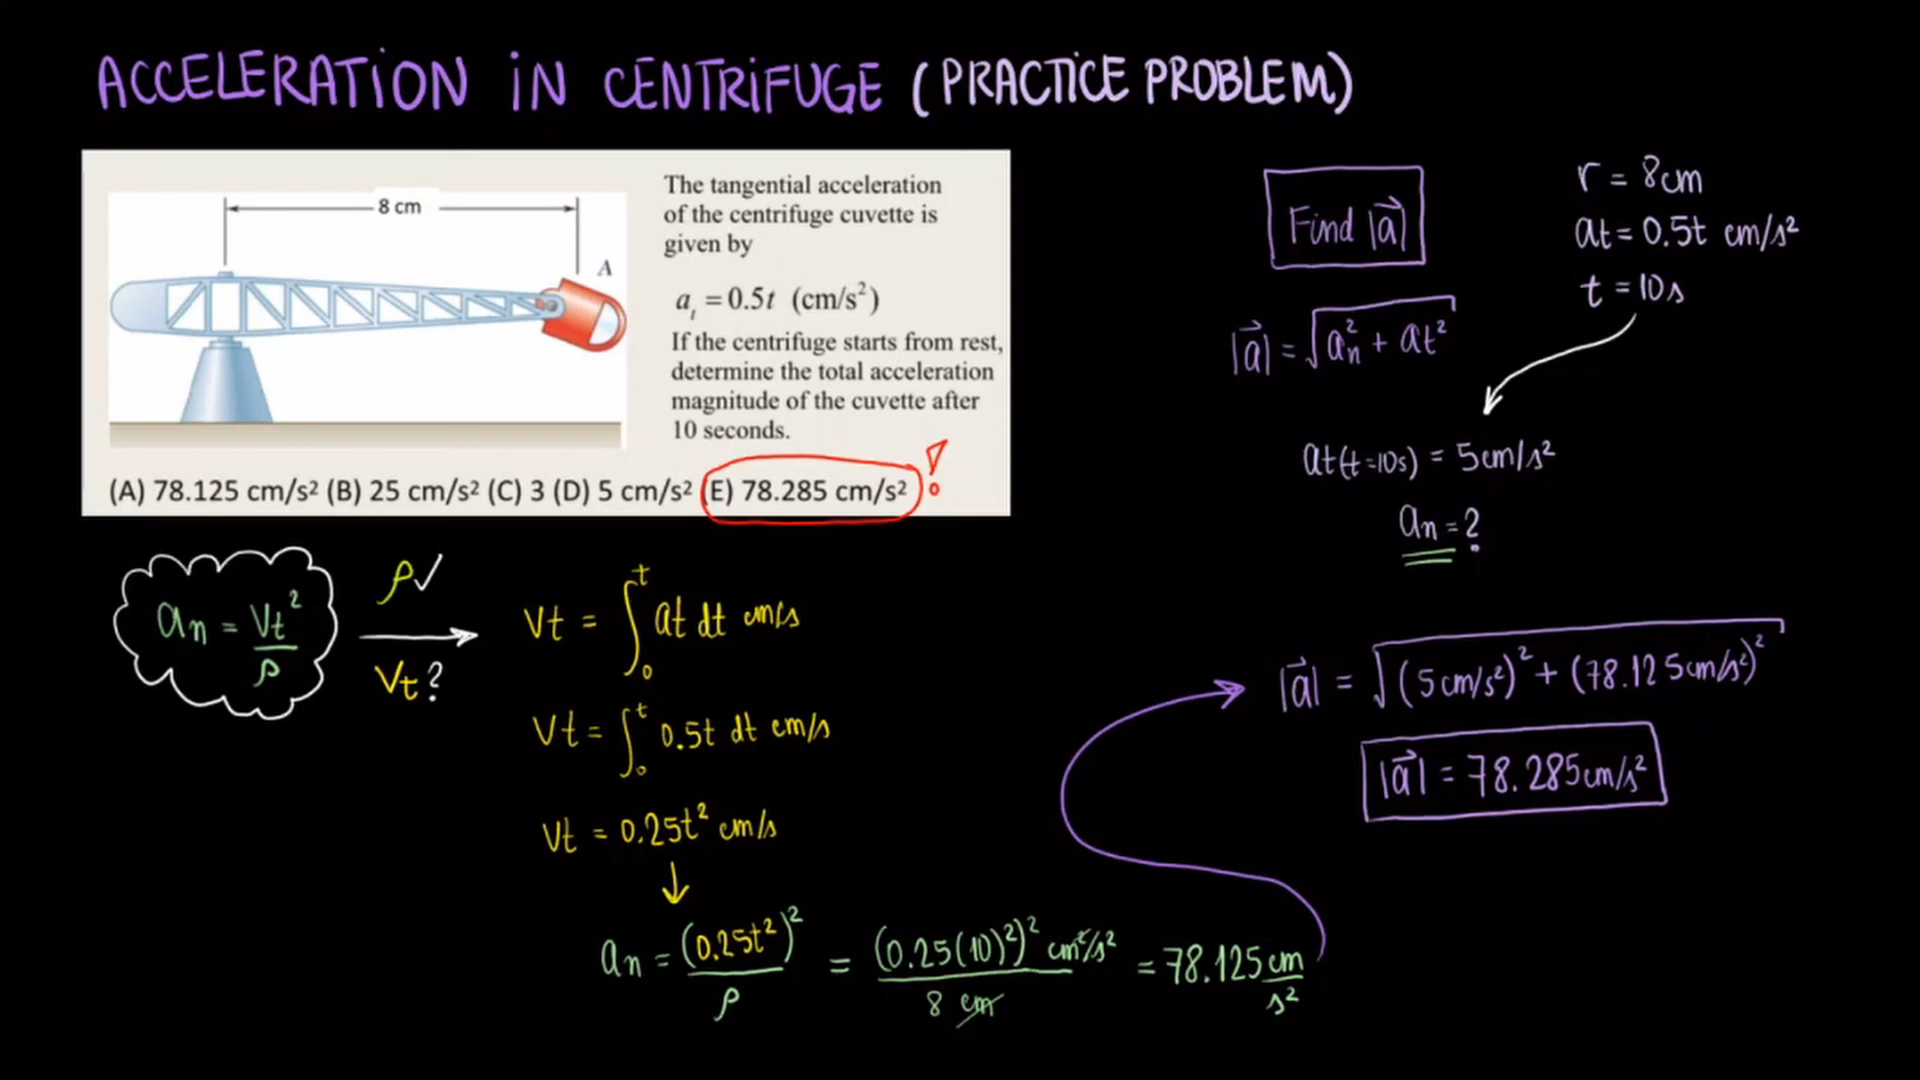 ACCELERATION IN CENTRIFUGE (PRACTICE PROBLEM)
8 cm
A
The tangential acceleration
of the centrifuge cuvette is
given by
aₜ = 0.5t (cm/s²)
If the centrifuge starts from rest,
determine the total acceleration
magnitude of the cuvette after
10 seconds.
(A) 78.125 cm/s² (B) 25 cm/s² (C) 3 (D) 5 cm/s² (E) 78.285 cm/s² !
Find |a⃗|
r = 8cm
at = 0.5t cm/s²
t = 10s
|a⃗| = √(an² + at²)
at(t=10s) = 5cm/s²
an = ?
an = Vt²/ρ
ρ✓
Vt?
Vt = ∫₀ᵗ at dt cm/s
Vt = ∫₀ᵗ 0.5t dt cm/s
Vt = 0.25t² cm/s
an = (0.25t²)²/ρ = (0.25(10)²)² cm²/s² / 8 cm = 78.125 cm/s²
|a⃗| = √((5cm/s²)² + (78.125cm/s²)²)
|a⃗| = 78.285cm/s²